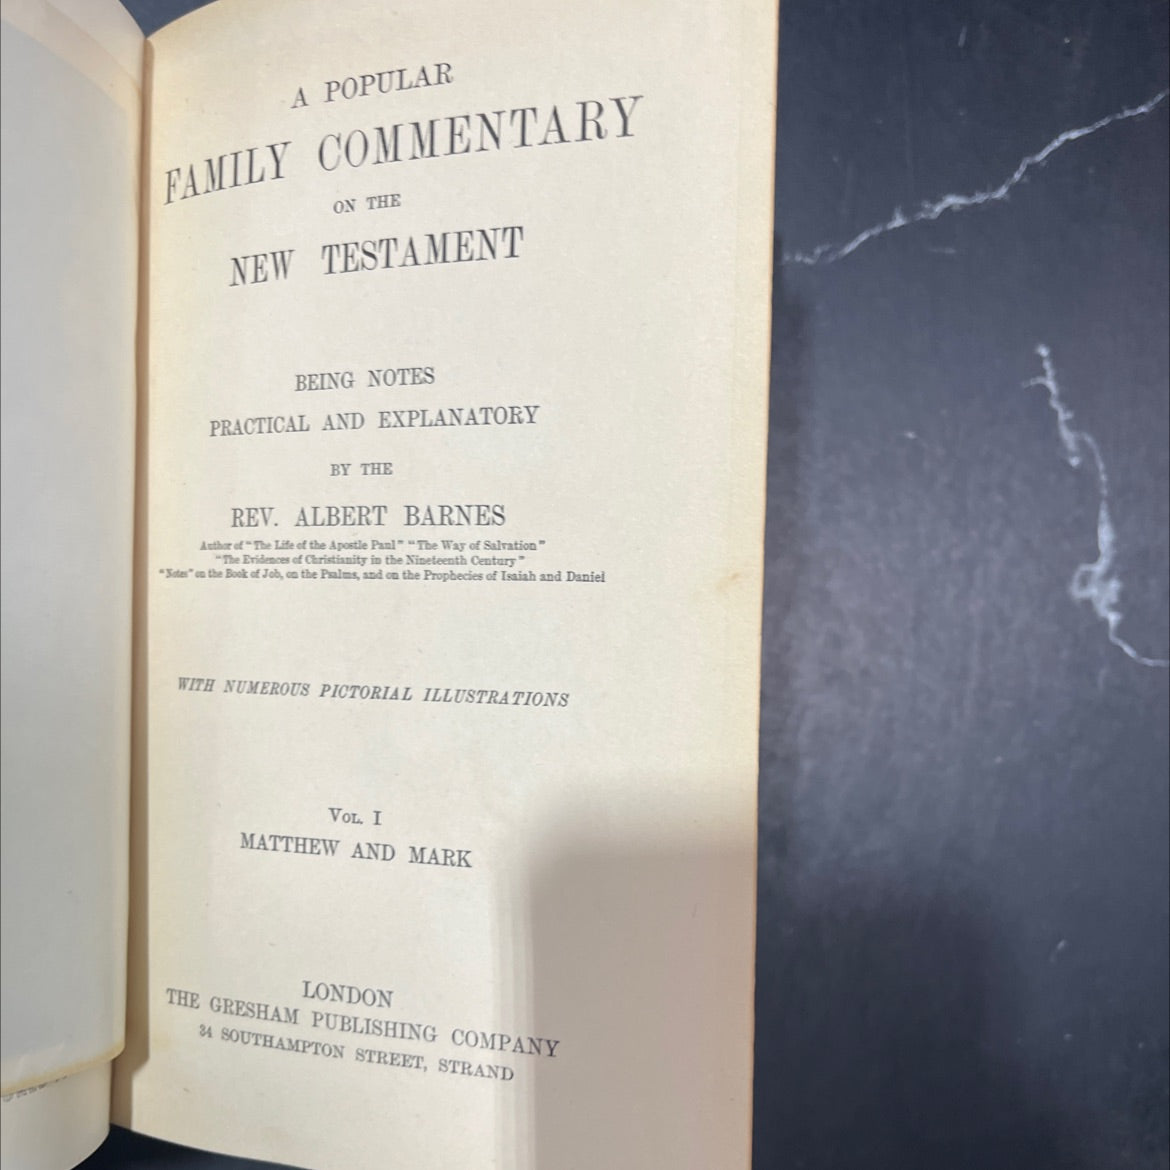 A POPULAR
FAMILY COMMENTARY
ON THE
NEW TESTAMENT
BEING NOTES
PRACTICAL AND EXPLANATORY
BY THE
REV. ALBERT BARNES
Author of "The Life of the Apostle Paul" "The Way of Salvation"
"The Evidences of Christianity in the Nineteenth Century"
"Notes" on the Book of Job, on the Psalms, and on the Prophecies of Isaiah and Daniel
WITH NUMEROUS PICTORIAL ILLUSTRATIONS
VOL. I
MATTHEW AND MARK
LONDON
THE GRESHAM PUBLISHING COMPANY
34 SOUTHAMPTON STREET, STRAND